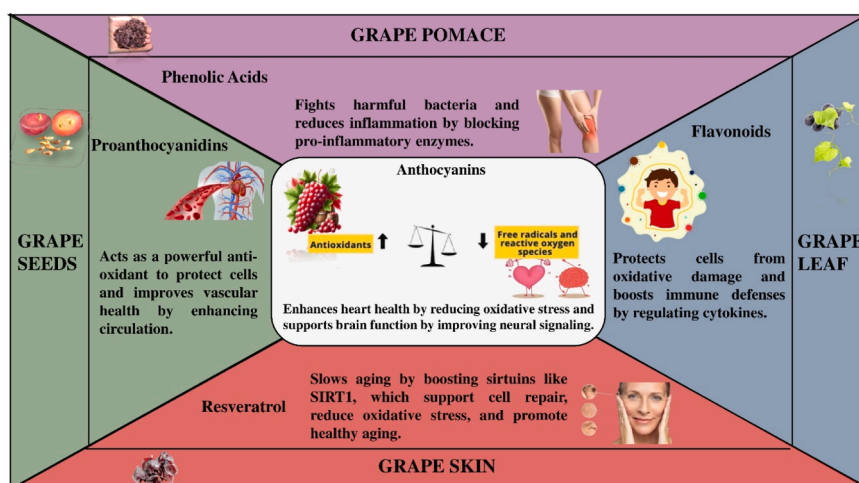 GRAPE POMACE
Phenolic Acids
Fights harmful bacteria and
reduces inflammation by blocking
pro-inflammatory enzymes.
Proanthocyanidins
Flavonoids
Anthocyanins
Antioxidants
Free radicals and
reactive oxygen
species
GRAPE
SEEDS
GRAPE
LEAF
Acts as a powerful anti-
oxidant to protect cells
and improves vascular
health by enhancing
circulation.
Protects cells from
oxidative damage and
boosts immune defenses
by regulating cytokines.
Enhances heart health by reducing oxidative stress and
supports brain function by improving neural signaling.
Resveratrol
Slows aging by boosting sirtuins like
SIRT1, which support cell repair,
reduce oxidative stress, and promote
healthy aging.
GRAPE SKIN